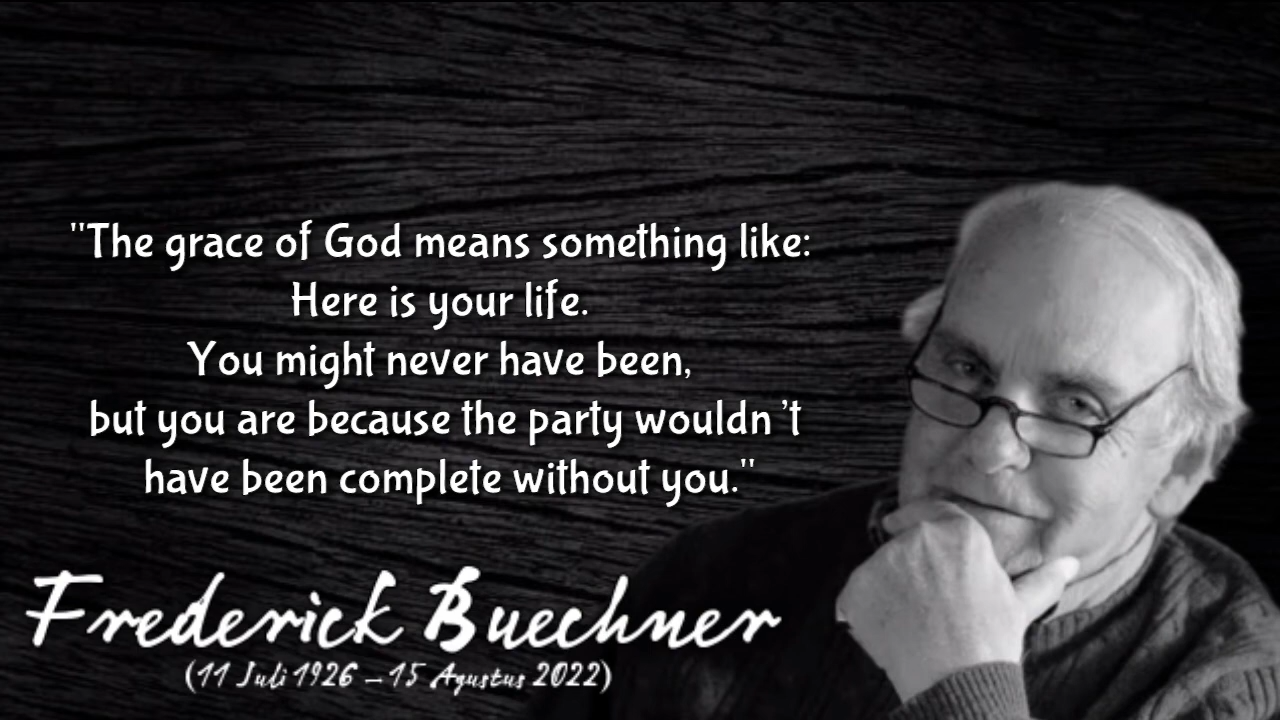 "The grace of God means something like:
Here is your life.
You might never have been,
but you are because the party wouldn 't
have been complete without you."
Frederick Buechner
(11 Juli 1926 – 15 Agustus 2022)